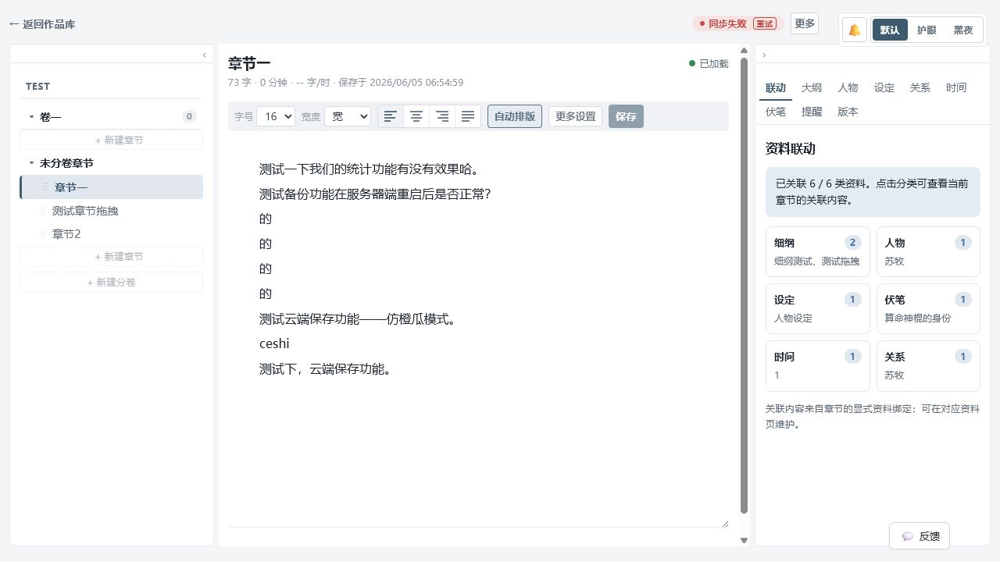 ← 返回作品库
同步失败 重试
更多
默认 护眼 黑夜
TEST
卷一 0
+ 新建章节
未分卷章节
章节一
测试章节拖拽
章节2
+ 新建章节
+ 新建分卷
章节一
已加载
73 字 · 0 分钟 · -- 字/时 · 保存于 2026/06/05 06:54:59
字号 16 宽度 宽 自动排版 更多设置 保存
测试一下我们的统计功能有没有效果哈。
测试备份功能在服务器端重启后是否正常？
的
的
的
的
测试云端保存功能——仿橙瓜模式。
ceshi
测试下，云端保存功能。
联动 大纲 人物 设定 关系 时间
伏笔 提醒 版本
资料联动
已关联 6 / 6 类资料。点击分类可查看当前
章节的关联内容。
细纲 2
细纲测试、测试拖拽
人物 1
苏牧
设定 1
人物设定
伏笔 1
算命神棍的身份
时间 1
1
关系 1
苏牧
关联内容来自章节的显式资料绑定；可在对应资料
页维护。
反馈